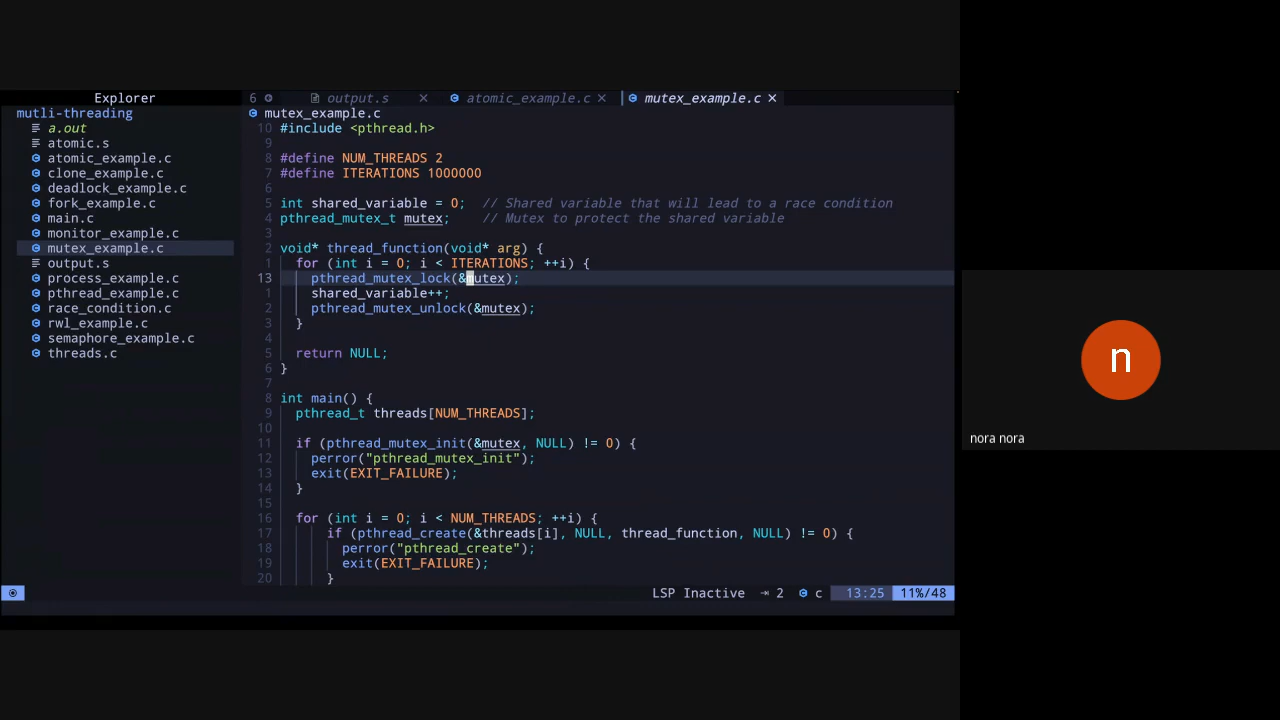 Explorer
mutli-threading
a.out
atomic.s
atomic_example.c
clone_example.c
deadlock_example.c
fork_example.c
main.c
monitor_example.c
mutex_example.c
output.s
process_example.c
pthread_example.c
race_condition.c
rwl_example.c
semaphore_example.c
threads.c
6 output.s atomic_example.c mutex_example.c
mutex_example.c
10 #include <pthread.h>
9
8 #define NUM_THREADS 2
7 #define ITERATIONS 1000000
6
5 int shared_variable = 0;  // Shared variable that will lead to a race condition
4 pthread_mutex_t mutex;    // Mutex to protect the shared variable
3
2 void* thread_function(void* arg) {
1   for (int i = 0; i < ITERATIONS; ++i) {
13     pthread_mutex_lock(&mutex);
1     shared_variable++;
2     pthread_mutex_unlock(&mutex);
3   }
4
5   return NULL;
6 }
7
8 int main() {
9   pthread_t threads[NUM_THREADS];
10
11   if (pthread_mutex_init(&mutex, NULL) != 0) {
12     perror("pthread_mutex_init");
13     exit(EXIT_FAILURE);
14   }
15
16   for (int i = 0; i < NUM_THREADS; ++i) {
17       if (pthread_create(&threads[i], NULL, thread_function, NULL) != 0) {
18         perror("pthread_create");
19         exit(EXIT_FAILURE);
20       }
LSP Inactive ⇥ 2 c 13:25 11%/48
n
nora nora